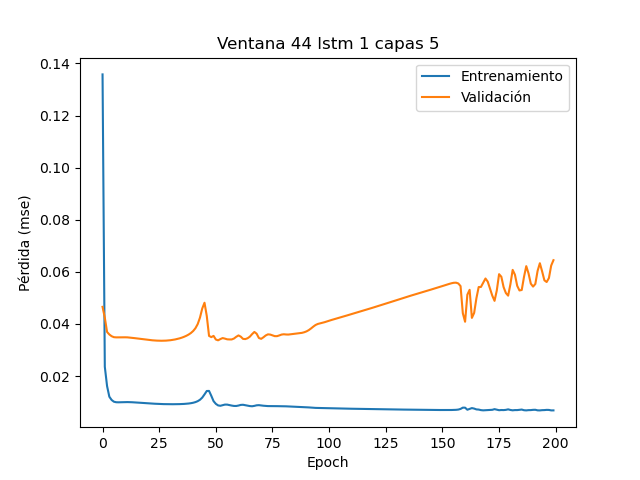 Ventana 44 lstm 1 capas 5
Entrenamiento
Validación
Pérdida (mse)
0.14
0.12
0.10
0.08
0.06
0.04
0.02
0 25 50 75 100 125 150 175 200
Epoch